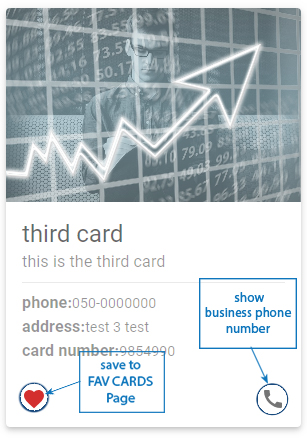 third card
this is the third card
phone:050-0000000
address:test 3 test
card number:9854990
show
business phone
number
save to
FAV CARDS
Page